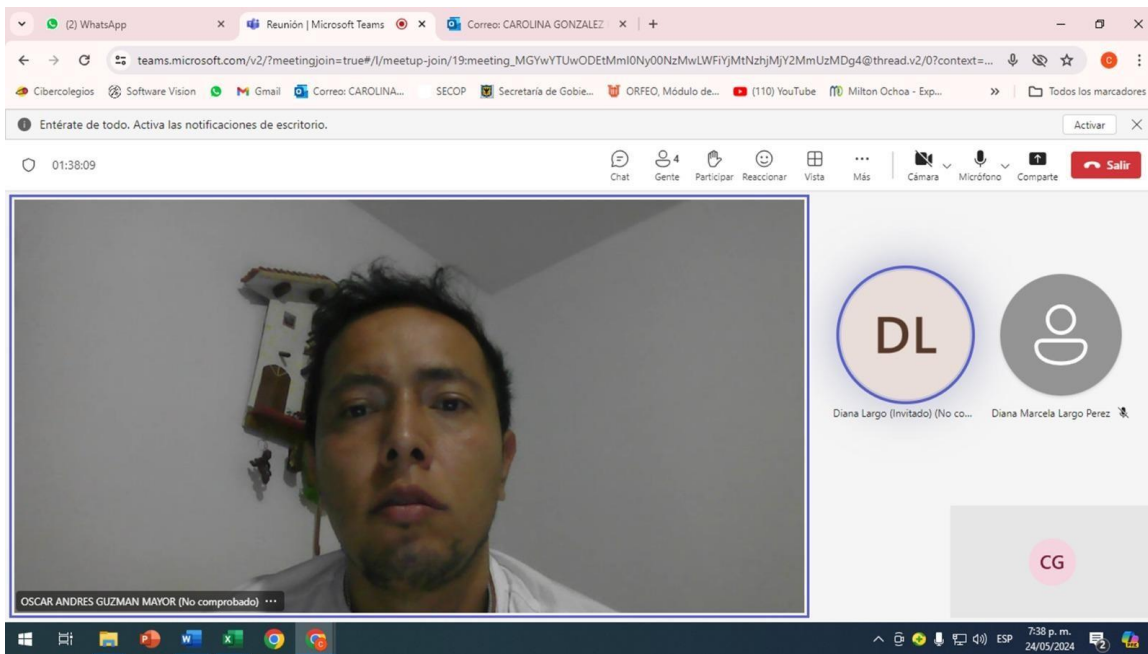 (2) WhatsApp
Reunión | Microsoft Teams
Correo: CAROLINA GONZALEZ
teams.microsoft.com/v2/?meetingjoin=true#/l/meetup-join/19:meeting_MGYwYTUwODEtMmI0Ny00NzMwLWFiYjMtNzhjMjY2MmUzMDg4@thread.v2/0?context=...
C
Cibercolegios
Software Vision
Gmail
Correo: CAROLINA...
SECOP
Secretaría de Gobie...
ORFEO, Módulo de...
(110) YouTube
Milton Ochoa - Exp...
Todos los marcadores
Entérate de todo. Activa las notificaciones de escritorio.
Activar
01:38:09
4
Chat
Gente
Participar
Reaccionar
Vista
Más
Cámara
Micrófono
Comparte
Salir
DL
Diana Largo (Invitado) (No co...
Diana Marcela Largo Perez
CG
OSCAR ANDRES GUZMAN MAYOR (No comprobado) ...
ESP
7:38 p. m.
24/05/2024
2